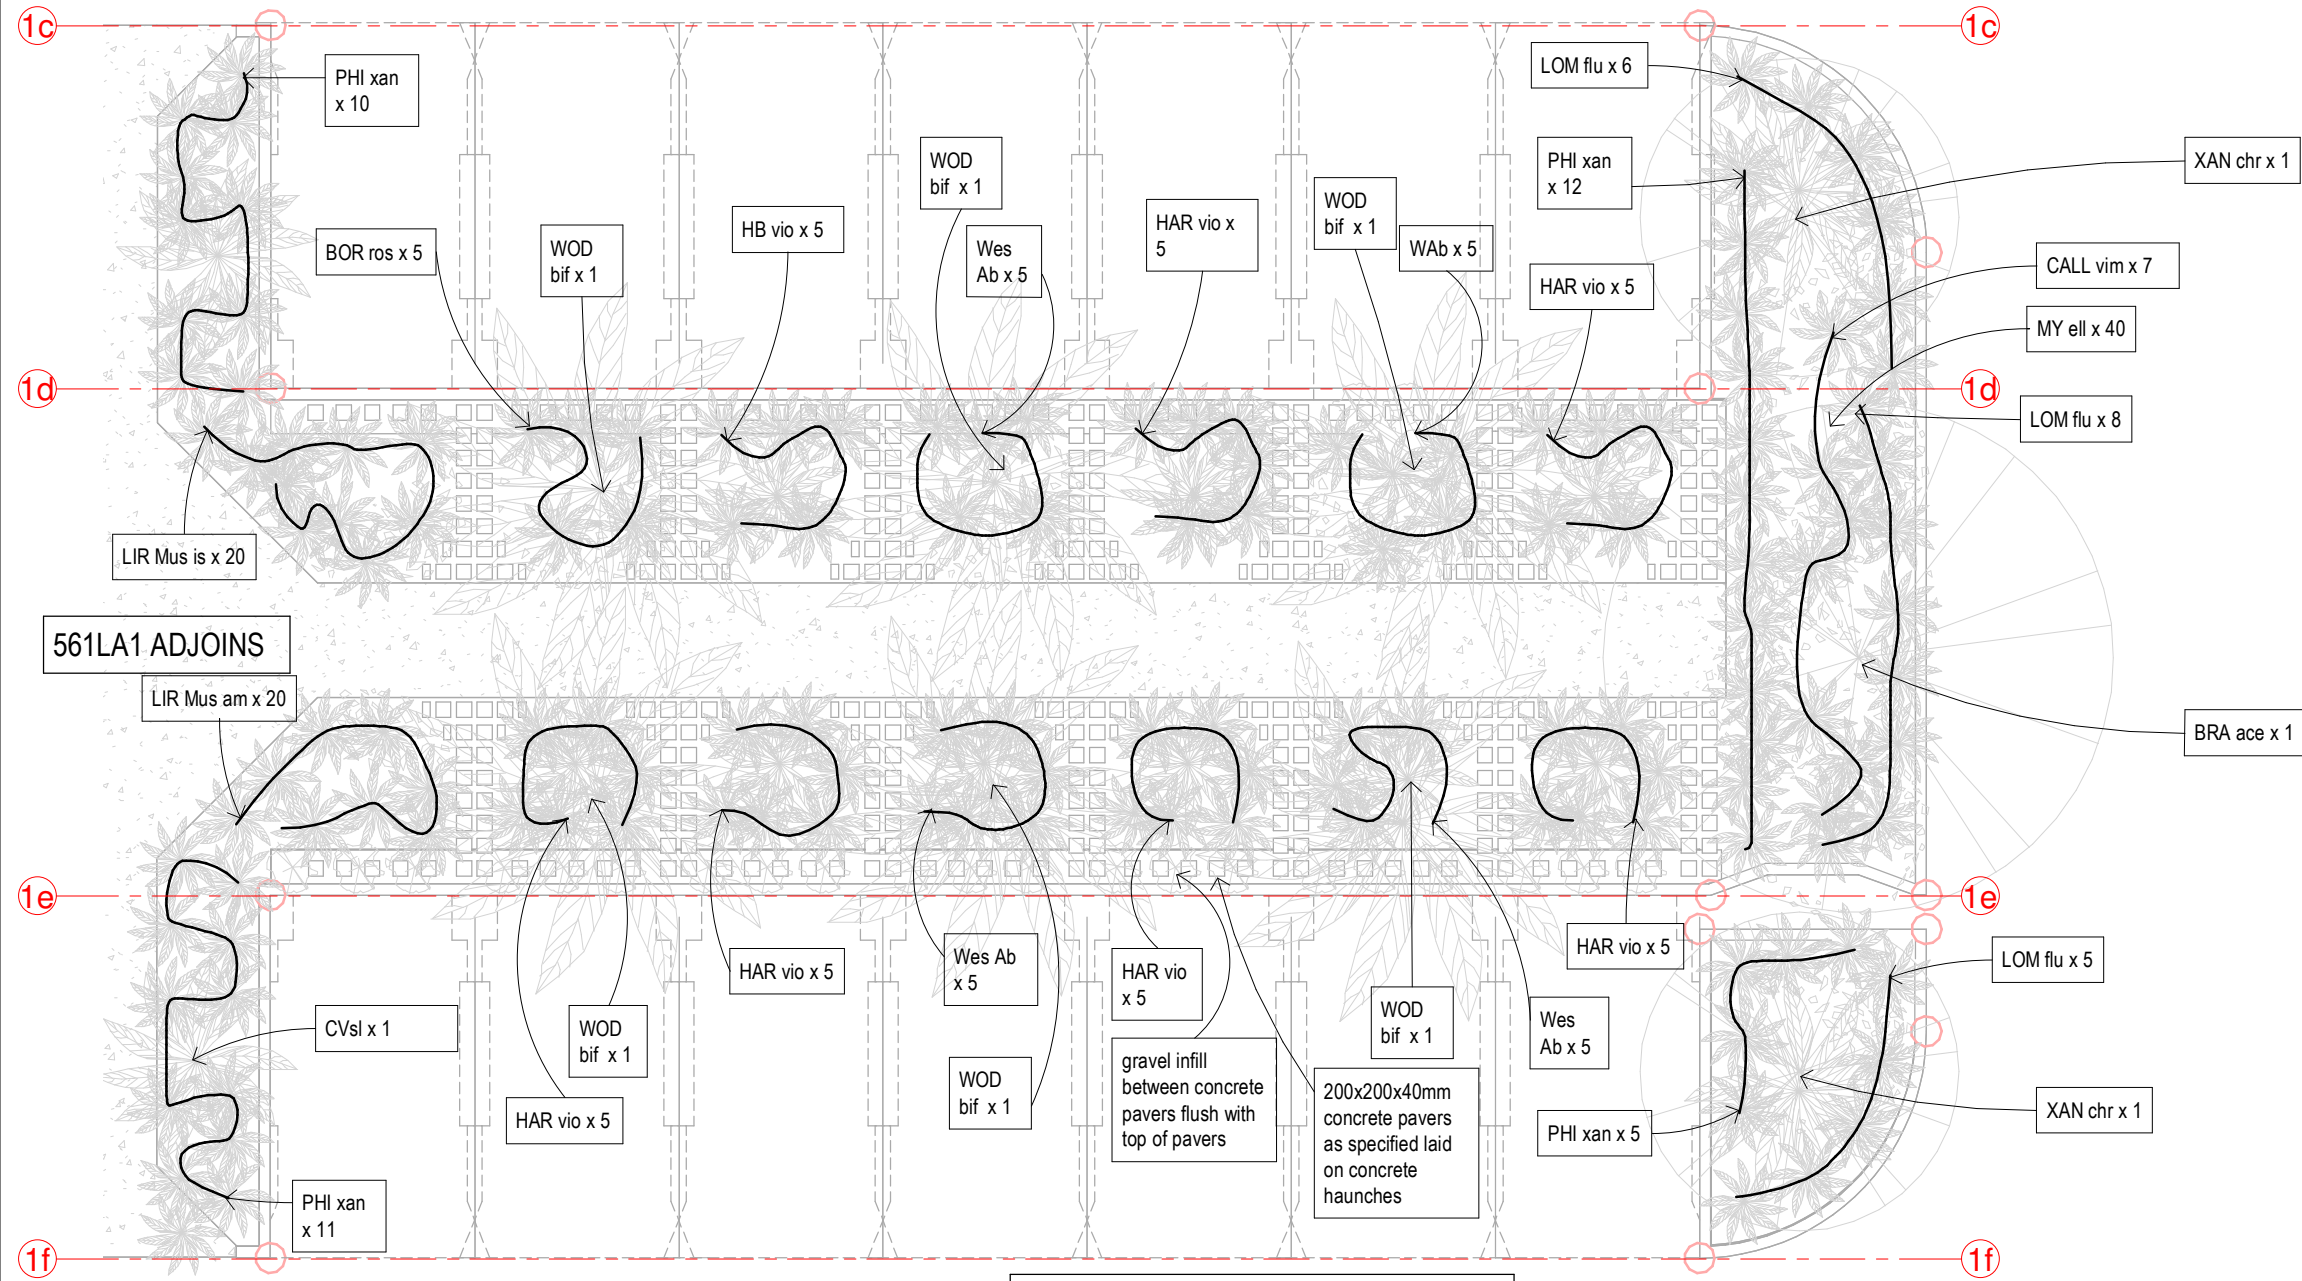 1c
1c
PHI xan
x 10
LOM flu x 6
WOD
bif  x 1
PHI xan
x 12
XAN chr x 1
BOR ros x 5
WOD
bif x 1
HB vio x 5
Wes
Ab x 5
HAR vio x
5
WOD
bif  x 1
WAb x 5
HAR vio x 5
CALL vim x 7
MY ell x 40
1d
1d
LOM flu x 8
LIR Mus is x 20
561LA1 ADJOINS
LIR Mus am x 20
BRA ace x 1
1e
1e
CVsl x 1
HAR vio x 5
WOD
bif  x 1
HAR vio x 5
Wes Ab
x 5
WOD
bif  x 1
HAR vio
x 5
gravel infill
between concrete
pavers flush with
top of pavers
200x200x40mm
concrete pavers
as specified laid
on concrete
haunches
WOD
bif  x 1
Wes
Ab x 5
HAR vio x 5
LOM flu x 5
PHI xan x 5
XAN chr x 1
PHI xan
x 11
1f
1f